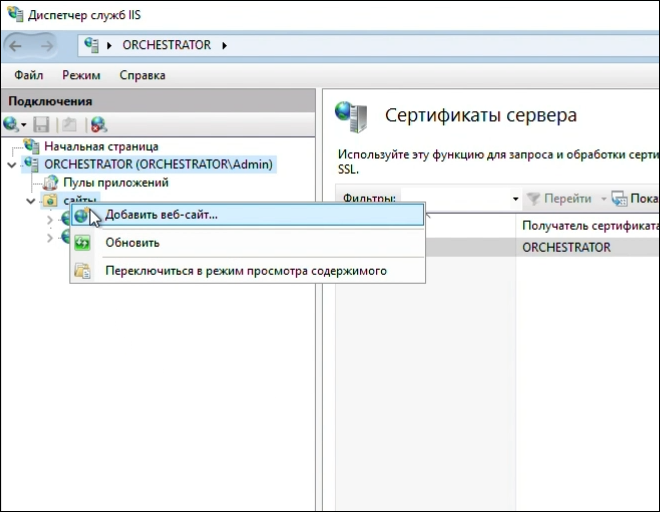 Диспетчер служб IIS
ORCHESTRATOR
Файл Режим Справка
Подключения
Начальная страница
ORCHESTRATOR (ORCHESTRATOR\Admin)
Пулы приложений
сайты
Добавить веб-сайт...
Обновить
Переключиться в режим просмотра содержимого
Сертификаты сервера
Используйте эту функцию для запроса и обработки серти
SSL.
Фильтры: Перейти Пока
Получатель сертификата
ORCHESTRATOR